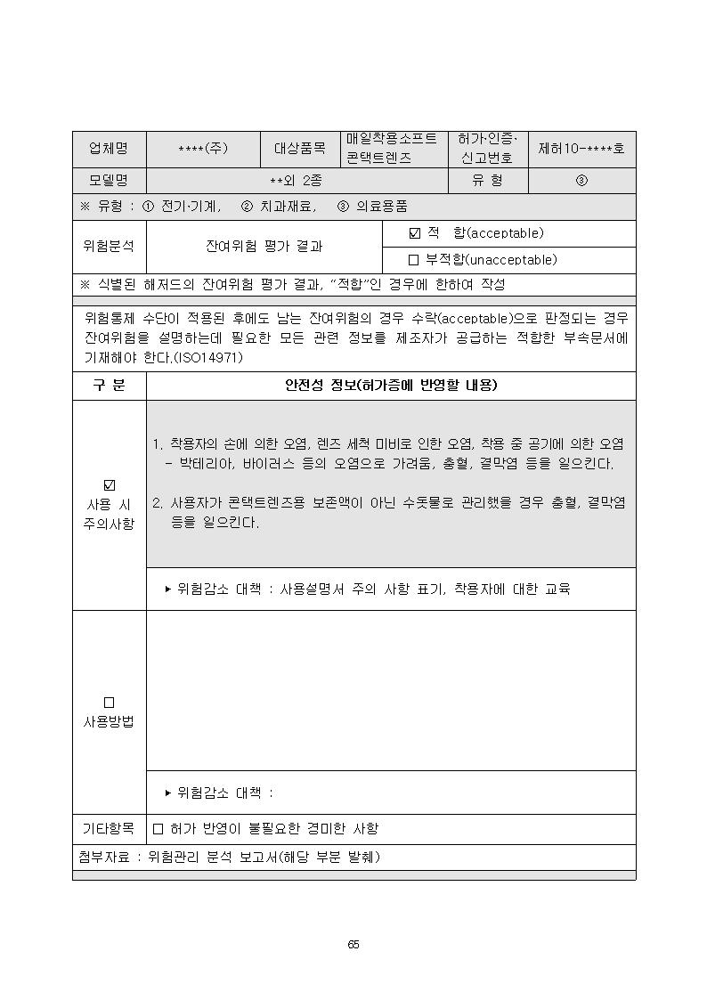 업체명 ****(주) 대상품목 매일착용소프트 콘택트렌즈 허가·인증· 신고번호 제허10-****호
모델명 **외 2종 유 형 ③
※ 유형 : ① 전기·기계, ② 치과재료, ③ 의료용품
위험분석 잔여위험 평가 결과 ☑ 적 합(acceptable)
☐ 부적합(unacceptable)
※ 식별된 해저드의 잔여위험 평가 결과, “적합”인 경우에 한하여 작성
위험통제 수단이 적용된 후에도 남는 잔여위험의 경우 수락(acceptable)으로 판정되는 경우
잔여위험을 설명하는데 필요한 모든 관련 정보를 제조자가 공급하는 적합한 부속문서에
기재해야 한다.(ISO14971)
구 분 안전성 정보(허가증에 반영할 내용)
☑
사용 시
주의사항
1. 착용자의 손에 의한 오염, 렌즈 세척 미비로 인한 오염, 착용 중 공기에 의한 오염
- 박테리아, 바이러스 등의 오염으로 가려움, 충혈, 결막염 등을 일으킨다.
2. 사용자가 콘택트렌즈용 보존액이 아닌 수돗물로 관리했을 경우 충혈, 결막염
등을 일으킨다.
▶ 위험감소 대책 : 사용설명서 주의 사항 표기, 착용자에 대한 교육
☐
사용방법
▶ 위험감소 대책 :
기타항목 ☐ 허가 반영이 불필요한 경미한 사항
첨부자료 : 위험관리 분석 보고서(해당 부분 발췌)
65